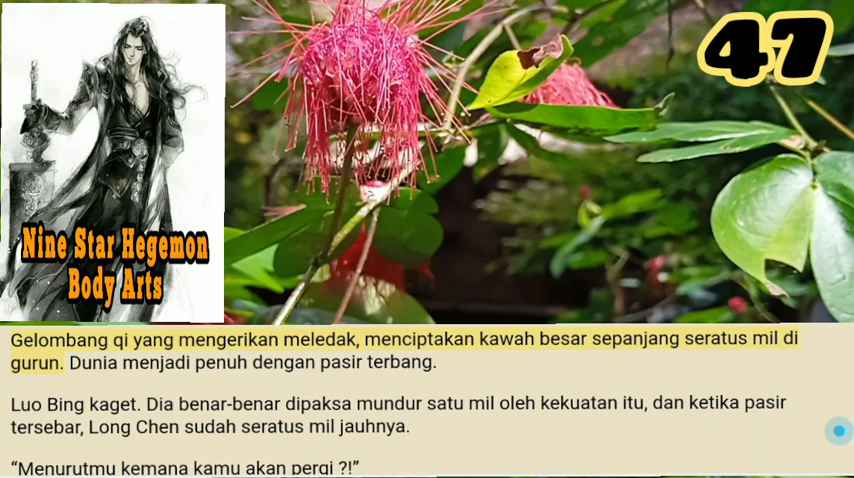 47
Nine Star Hegemon
Body Arts
Gelombang qi yang mengerikan meledak, menciptakan kawah besar sepanjang seratus mil di
gurun. Dunia menjadi penuh dengan pasir terbang.
Luo Bing kaget. Dia benar-benar dipaksa mundur satu mil oleh kekuatan itu, dan ketika pasir
tersebar, Long Chen sudah seratus mil jauhnya.
“Menurutmu kemana kamu akan pergi ?!”